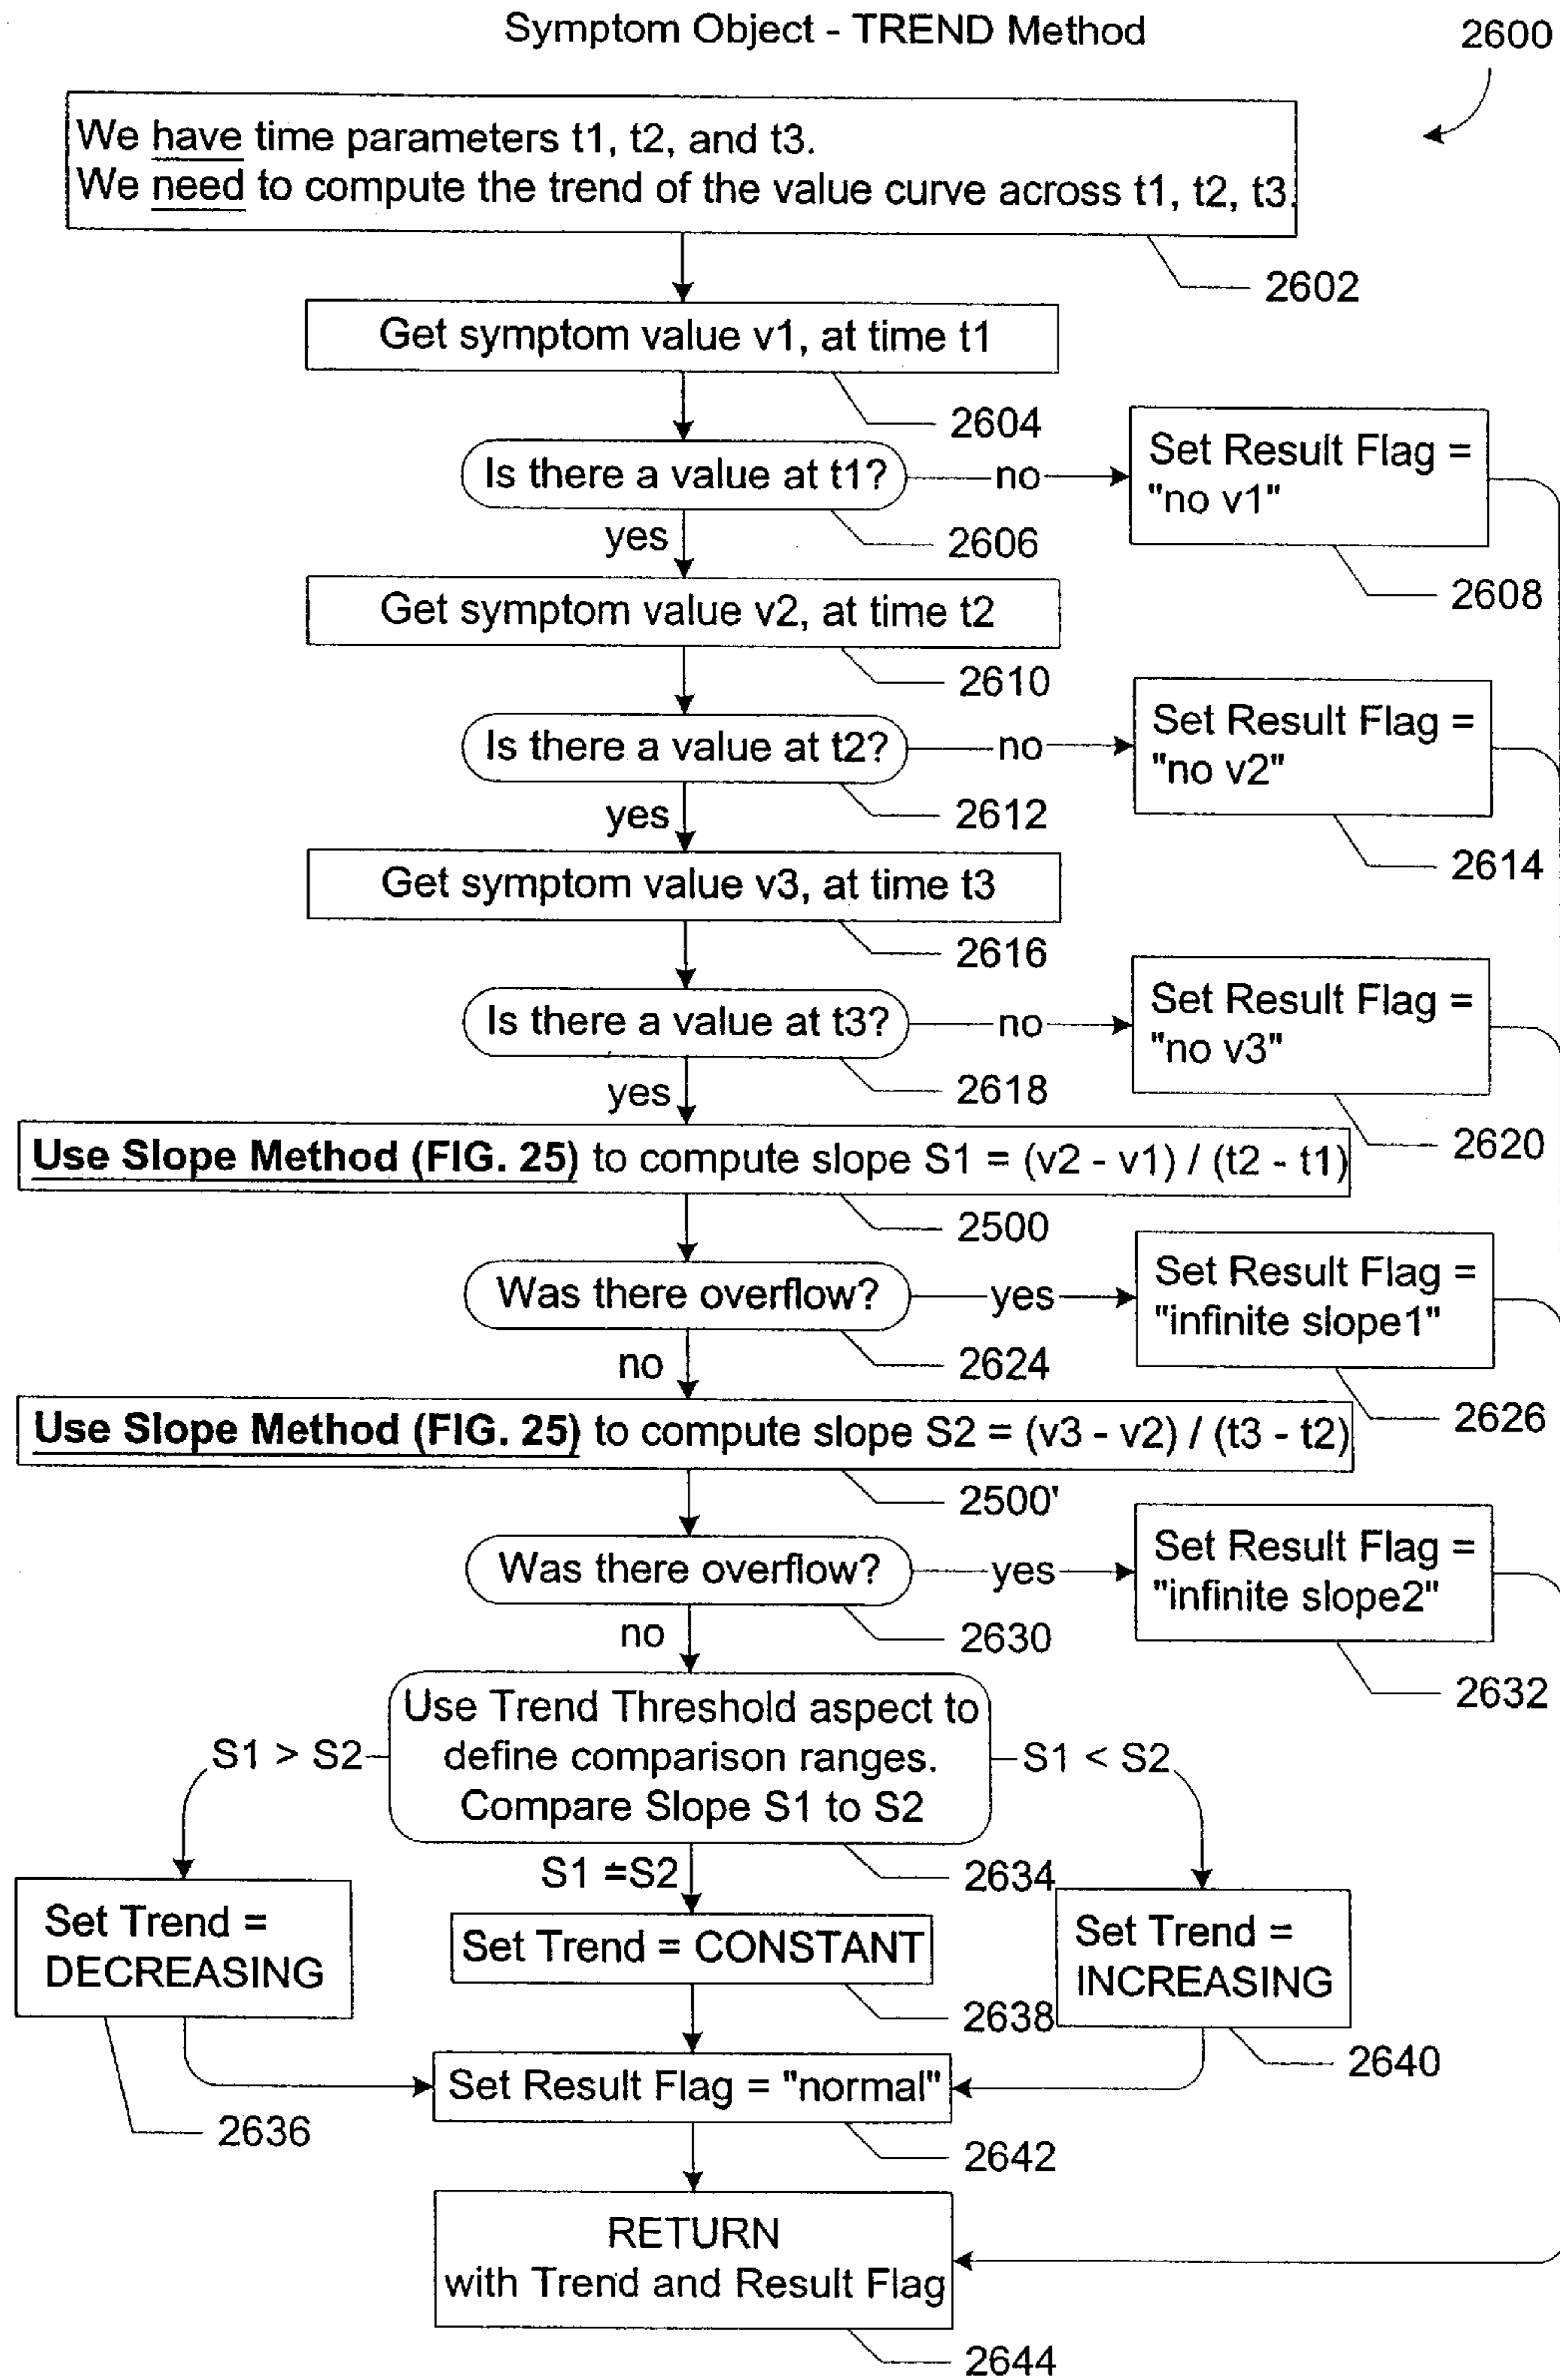 Symptom Object - TREND Method
2600
We have time parameters t1, t2, and t3.
We need to compute the trend of the value curve across t1, t2, t3.
2602
Get symptom value v1, at time t1
2604
Is there a value at t1?
no
Set Result Flag =
"no v1"
2606
yes
2608
Get symptom value v2, at time t2
2610
Is there a value at t2?
no
Set Result Flag =
"no v2"
2612
yes
2614
Get symptom value v3, at time t3
2616
Is there a value at t3?
no
Set Result Flag =
"no v3"
2618
yes
2620
Use Slope Method (FIG. 25) to compute slope S1 = (v2 - v1) / (t2 - t1)
2500
Was there overflow?
yes
Set Result Flag =
"infinite slope1"
2624
no
2626
Use Slope Method (FIG. 25) to compute slope S2 = (v3 - v2) / (t3 - t2)
2500'
Was there overflow?
yes
Set Result Flag =
"infinite slope2"
2630
no
2632
Use Trend Threshold aspect to
define comparison ranges.
Compare Slope S1 to S2
S1 > S2
S1 < S2
S1 =S2
2634
Set Trend =
DECREASING
Set Trend = CONSTANT
Set Trend =
INCREASING
2638
2640
Set Result Flag = "normal"
2636
2642
RETURN
with Trend and Result Flag
2644